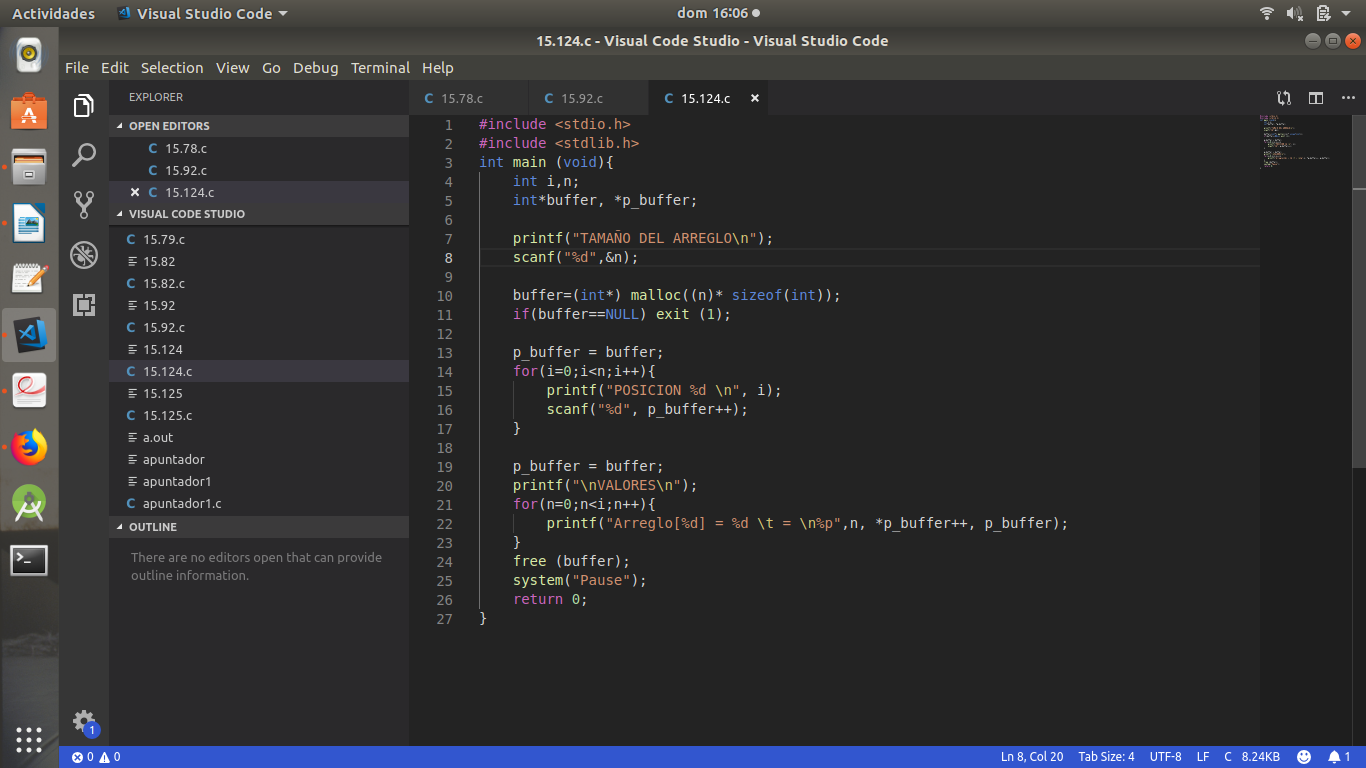 Actividades Visual Studio Code dom 16:06
15.124.c - Visual Code Studio - Visual Studio Code
File Edit Selection View Go Debug Terminal Help
EXPLORER
OPEN EDITORS
C 15.78.c
C 15.92.c
C 15.124.c
VISUAL CODE STUDIO
C 15.79.c
15.82
C 15.82.c
15.92
C 15.92.c
15.124
C 15.124.c
15.125
C 15.125.c
a.out
apuntador
apuntador1
C apuntador1.c
OUTLINE
There are no editors open that can provide
outline information.
1
C 15.78.c C 15.92.c C 15.124.c
1 #include <stdio.h>
2 #include <stdlib.h>
3 int main (void){
4 int i,n;
5 int*buffer, *p_buffer;
6
7 printf("TAMAÑO DEL ARREGLO\n");
8 scanf("%d",&n);
9
10 buffer=(int*) malloc((n)* sizeof(int));
11 if(buffer==NULL) exit (1);
12
13 p_buffer = buffer;
14 for(i=0;i<n;i++){
15 printf("POSICION %d \n", i);
16 scanf("%d", p_buffer++);
17 }
18
19 p_buffer = buffer;
20 printf("\nVALORES\n");
21 for(n=0;n<i;n++){
22 printf("Arreglo[%d] = %d \t = \n%p",n, *p_buffer++, p_buffer);
23 }
24 free (buffer);
25 system("Pause");
26 return 0;
27 }
0 0 Ln 8, Col 20 Tab Size: 4 UTF-8 LF C 8.24KB 1